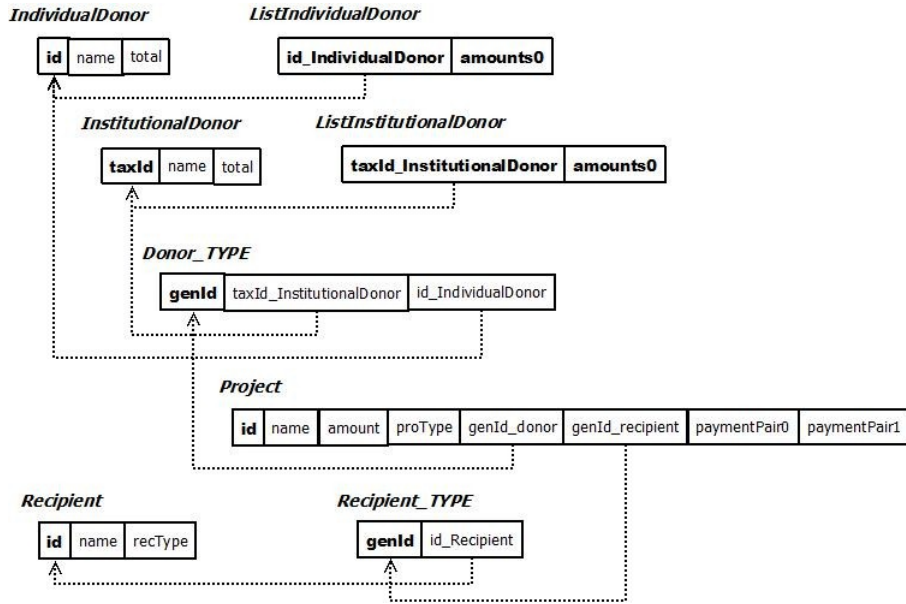 IndividualDonor ListIndividualDonor
id name total id_IndividualDonor amounts0
InstitutionalDonor ListInstitutionalDonor
taxId name total taxId_InstitutionalDonor amounts0
Donor_TYPE
genId taxId_InstitutionalDonor id_IndividualDonor
Project
id name amount proType genId_donor genId_recipient paymentPair0 paymentPair1
Recipient Recipient_TYPE
id name recType genId id_Recipient